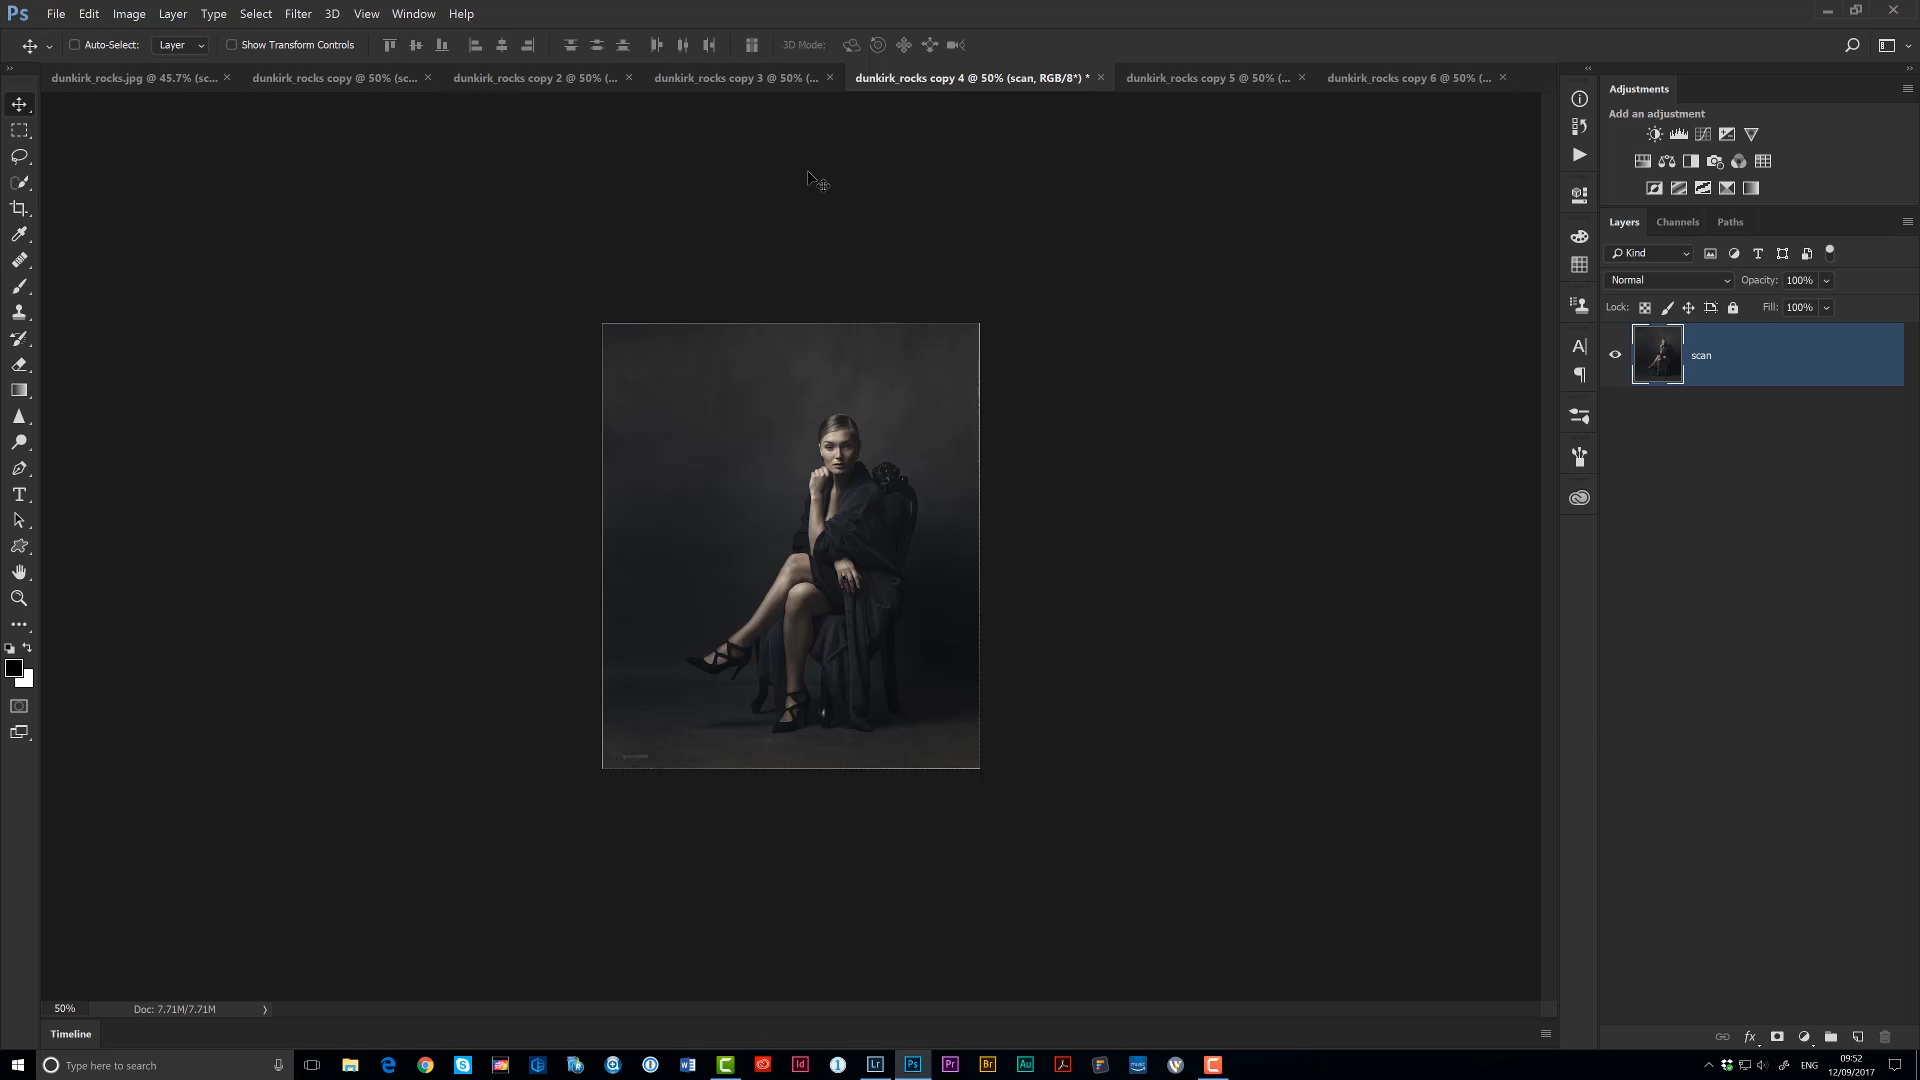 Ps File Edit Image Layer Type Select Filter 3D View Window Help
Auto-Select: Layer Show Transform Controls 3D Mode:
dunkirk_rocks.jpg @ 45.7% (sc... × dunkirk_rocks copy @ 50% (sc... × dunkirk_rocks copy 2 @ 50% (... × dunkirk_rocks copy 3 @ 50% (... × dunkirk_rocks copy 4 @ 50% (scan, RGB/8*) * × dunkirk_rocks copy 5 @ 50% (... × dunkirk_rocks copy 6 @ 50% (... ×
Adjustments
Add an adjustment
Layers Channels Paths
Kind
Normal Opacity: 100%
Lock: Fill: 100%
scan
50% Doc: 7.71M/7.71M
Timeline
Type here to search
ENG
09:52
12/09/2017